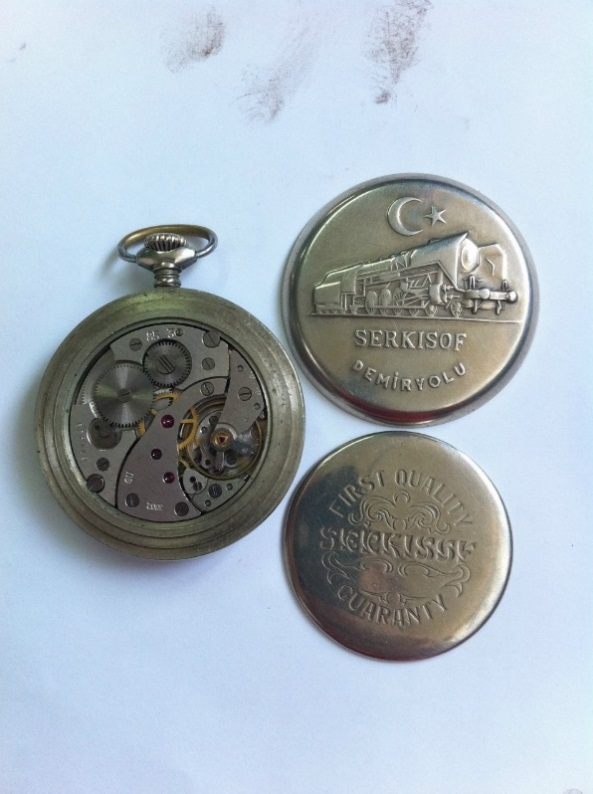 SERKISOF
DEMİRYOLU
FIRST QUALITY
SERKISOF
GUARANTY